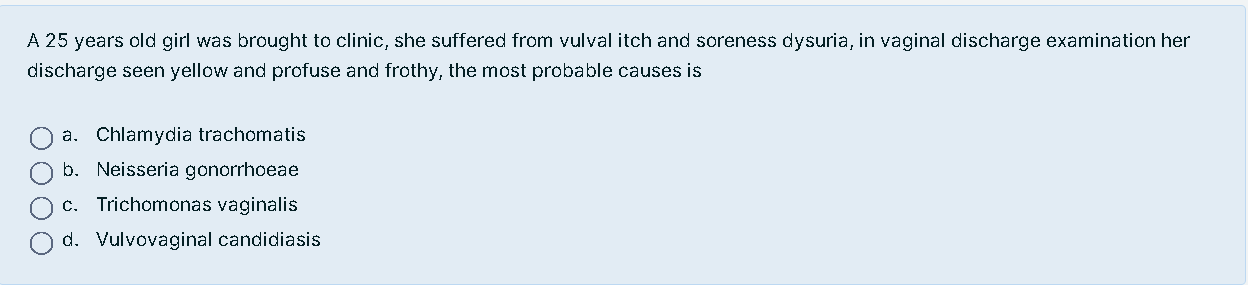 A 25 years old girl was brought to clinic, she suffered from vulval itch and soreness dysuria, in vaginal discharge examination her
discharge seen yellow and profuse and frothy, the most probable causes is
a. Chlamydia trachomatis
b. Neisseria gonorrhoeae
c. Trichomonas vaginalis
d. Vulvovaginal candidiasis